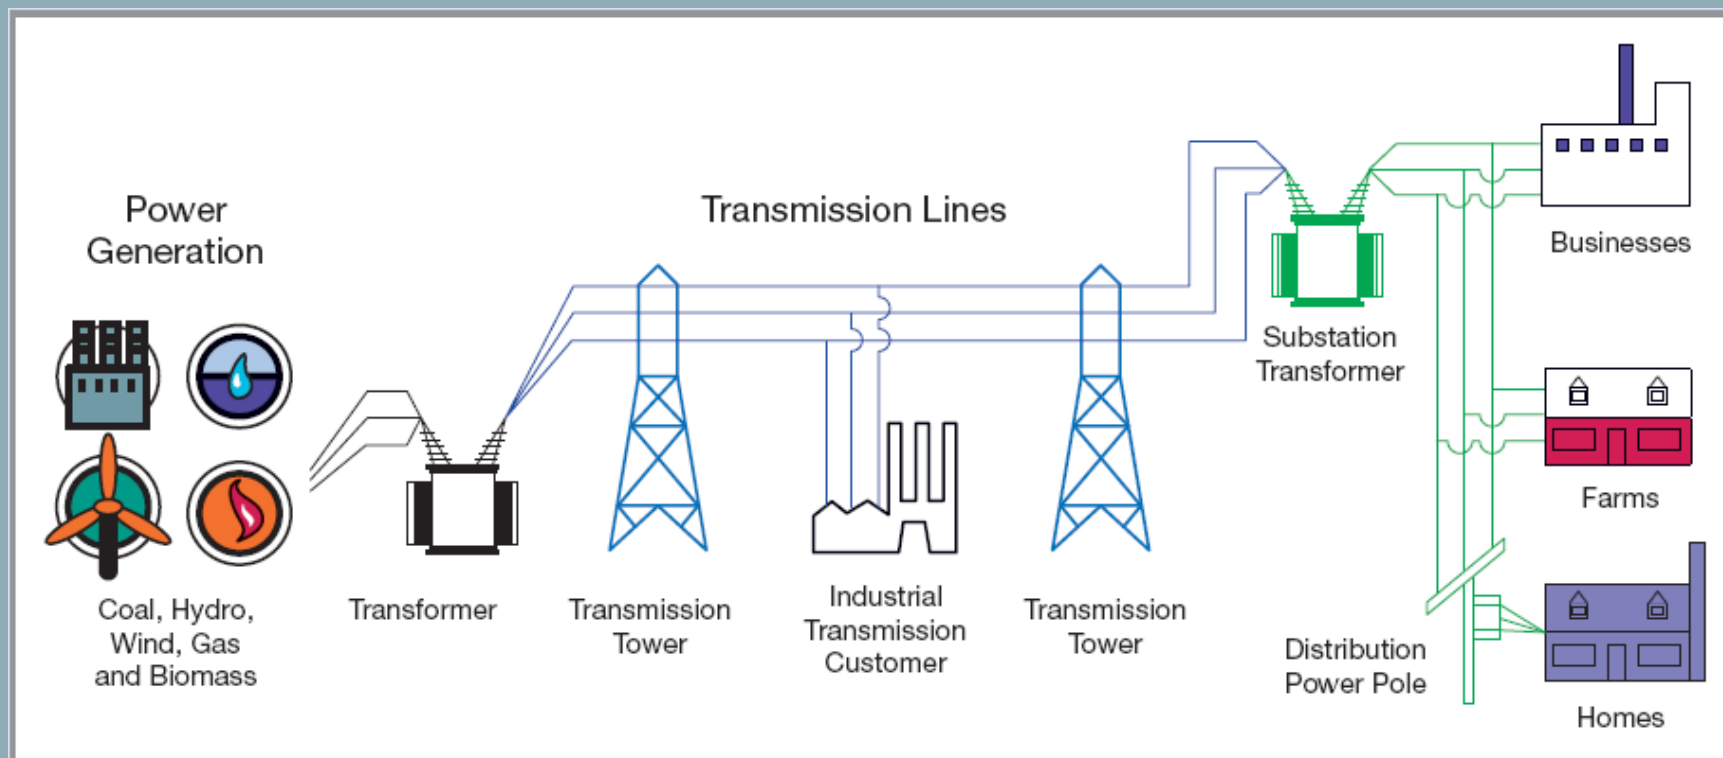 Power
Generation
Coal, Hydro,
Wind, Gas
and Biomass
Transformer
Transmission Lines
Transmission
Tower
Industrial
Transmission
Customer
Transmission
Tower
Substation
Transformer
Distribution
Power Pole
Businesses
Farms
Homes